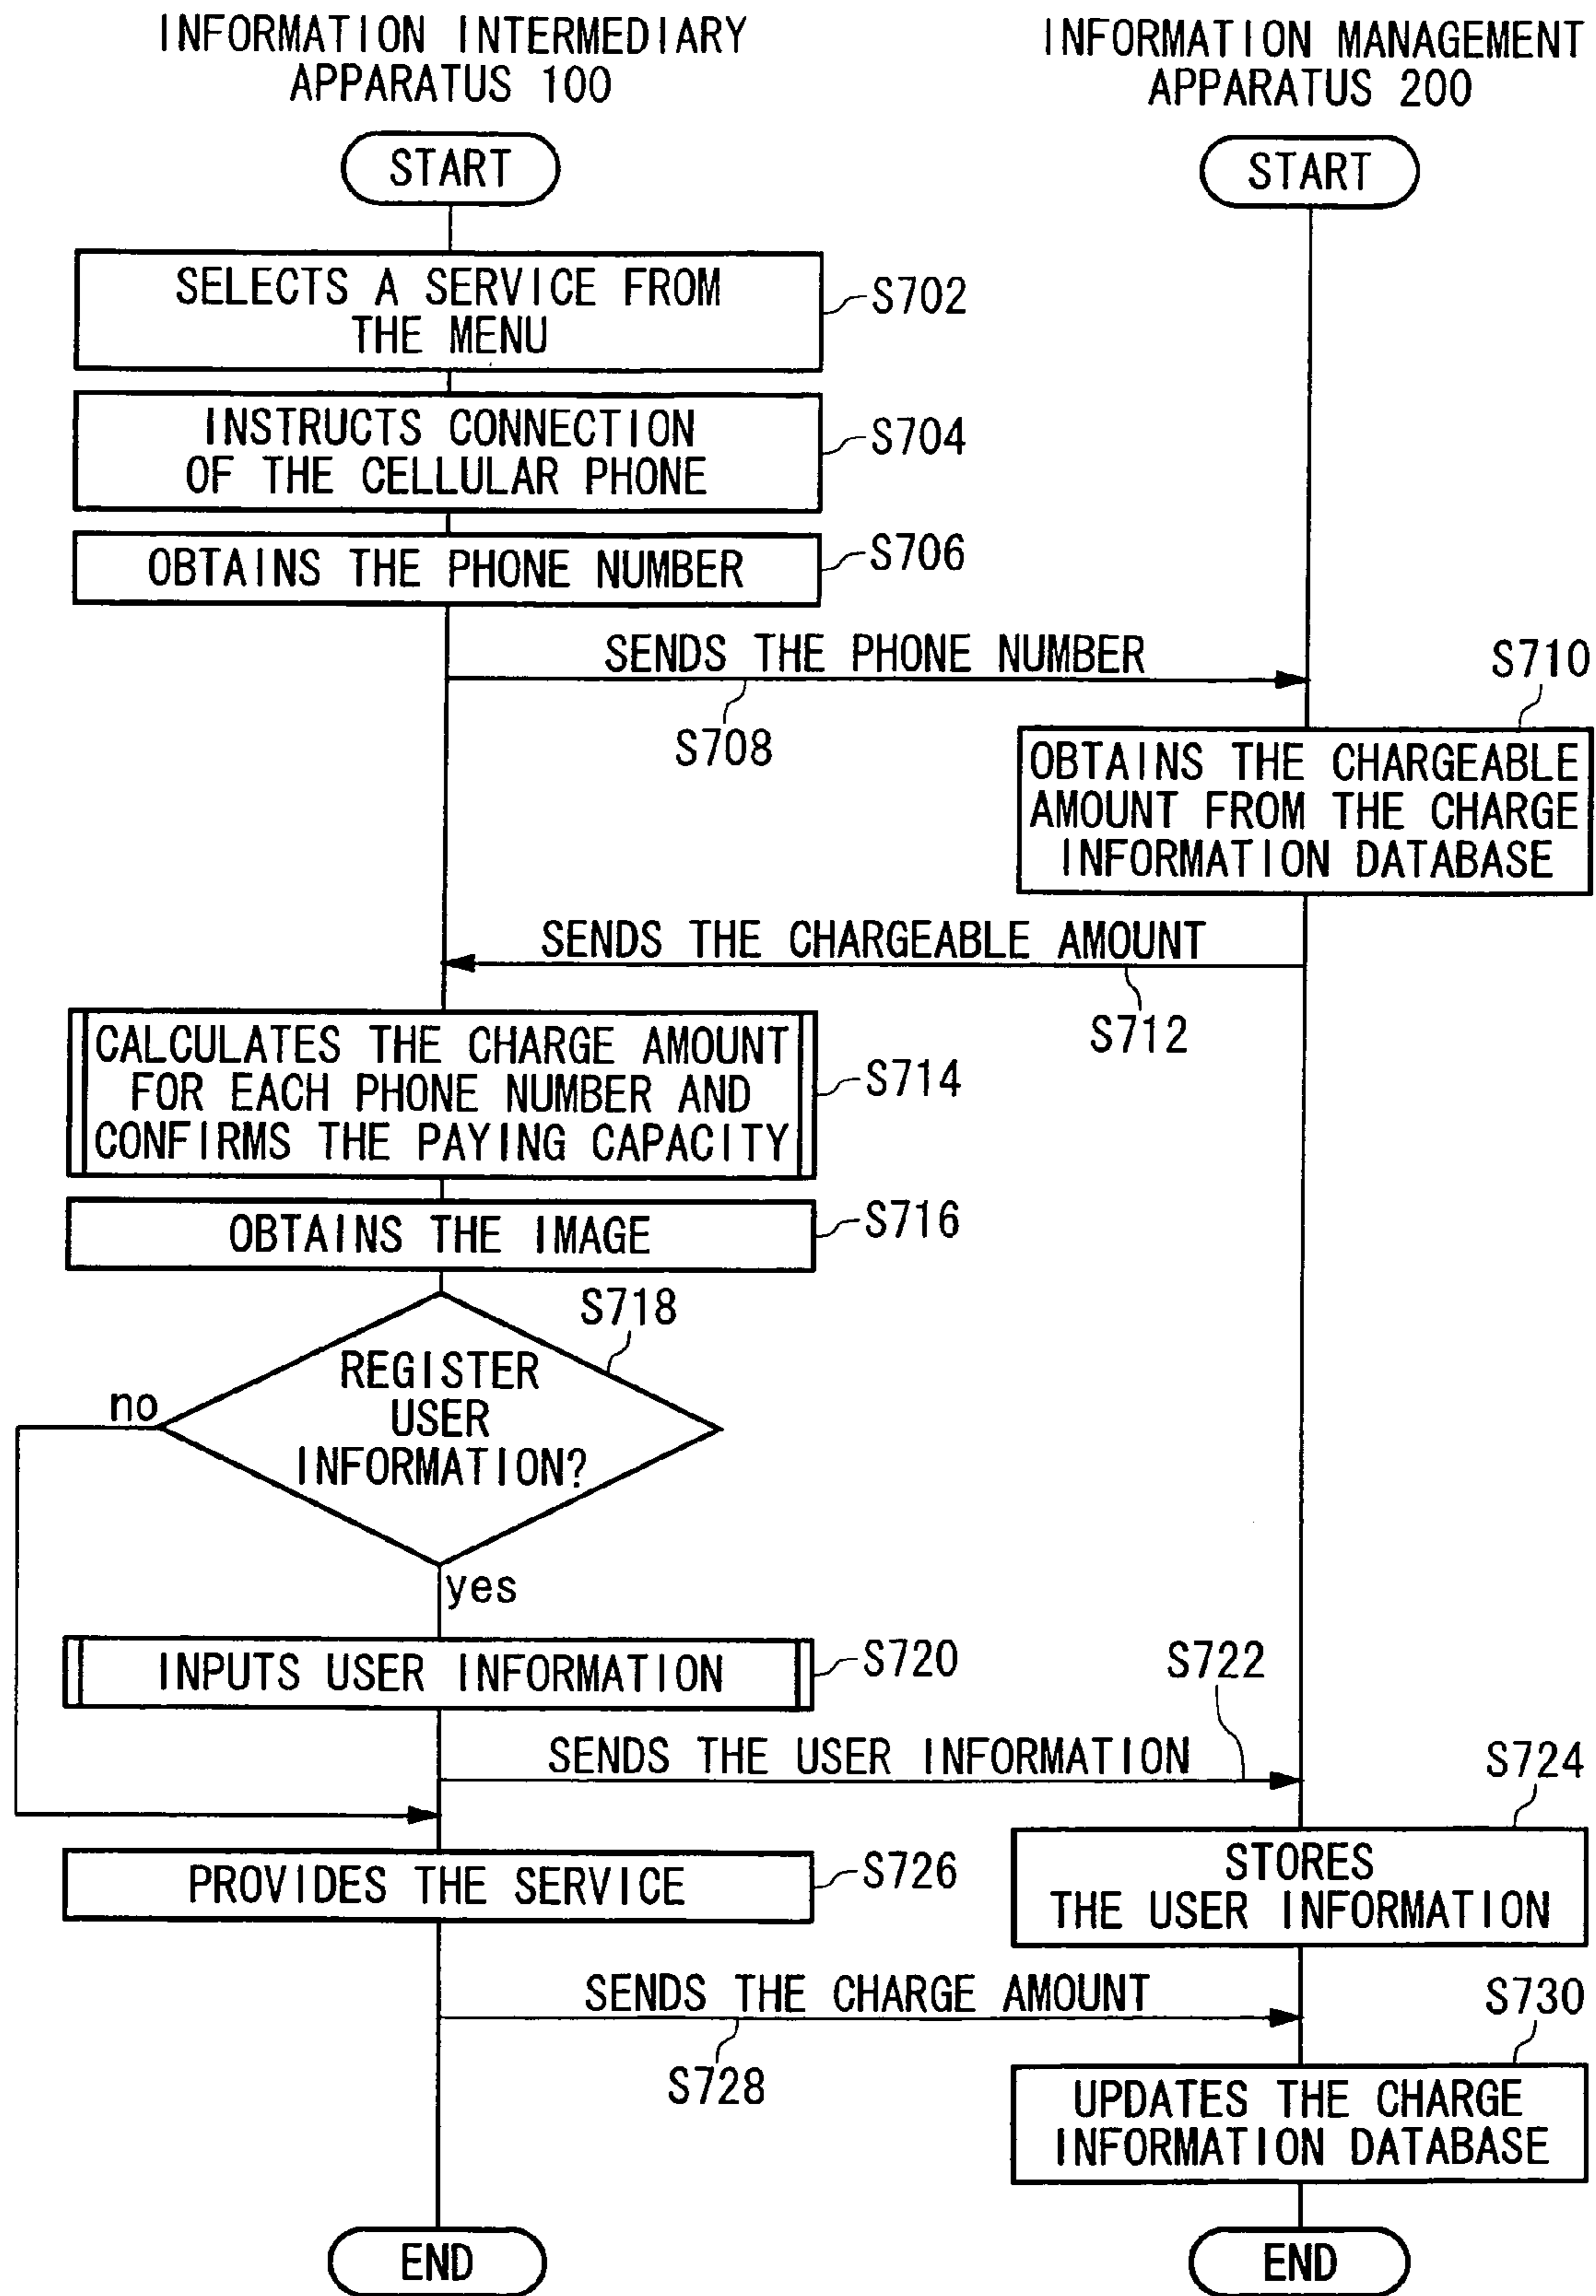 INFORMATION INTERMEDIARY
APPARATUS 100
INFORMATION MANAGEMENT
APPARATUS 200
START
START
SELECTS A SERVICE FROM
THE MENU
S702
INSTRUCTS CONNECTION
OF THE CELLULAR PHONE
S704
OBTAINS THE PHONE NUMBER
S706
SENDS THE PHONE NUMBER
S708
S710
OBTAINS THE CHARGEABLE
AMOUNT FROM THE CHARGE
INFORMATION DATABASE
SENDS THE CHARGEABLE AMOUNT
S712
CALCULATES THE CHARGE AMOUNT
FOR EACH PHONE NUMBER AND
CONFIRMS THE PAYING CAPACITY
S714
OBTAINS THE IMAGE
S716
S718
REGISTER
USER
INFORMATION?
no
yes
INPUTS USER INFORMATION
S720
S722
SENDS THE USER INFORMATION
S724
STORES
THE USER INFORMATION
PROVIDES THE SERVICE
S726
SENDS THE CHARGE AMOUNT
S728
S730
UPDATES THE CHARGE
INFORMATION DATABASE
END
END